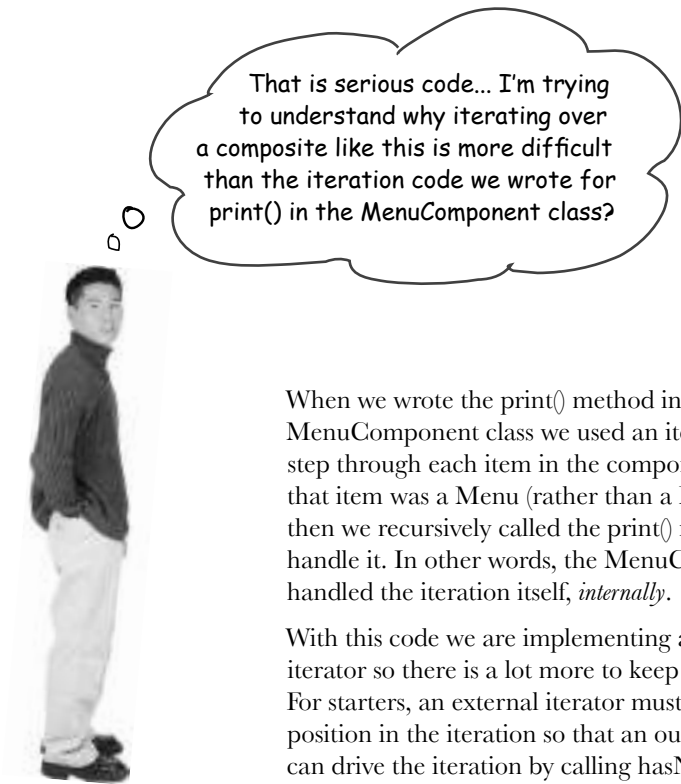 That is serious code... I'm trying
to understand why iterating over
a composite like this is more difficult
than the iteration code we wrote for
print() in the MenuComponent class?
When we wrote the print() method in
MenuComponent class we used an
step through each item in the
that item was a Menu (rather than a
then we recursively called the print()
handle it. In other words, the
handled the iteration itself, internally.
With this code we are implementing
iterator so there is a lot more to keep
For starters, an external iterator must
position in the iteration so that an
can drive the iteration by calling